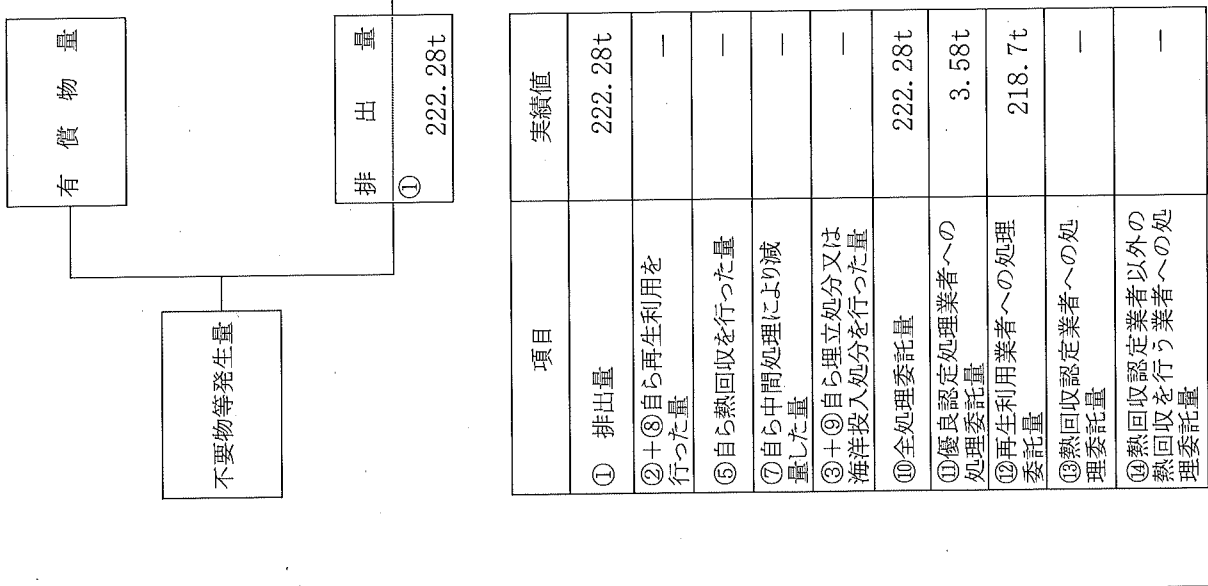 不要物等発生量
有償物量
排出量
①
222.28t
項目 実績値
① 排出量 222.28t
②+⑧自ら再生利用を
行った量 —
⑤自ら熱回収を行った量 —
⑦自ら中間処理により減
量した量 —
③+⑨自ら埋立処分又は
海洋投入処分を行った量 —
⑩全処理委託量 222.28t
⑪優良認定処理業者への
処理委託量 3.58t
⑫再生利用業者への処理
委託量 218.7t
⑬熱回収認定業者への処
理委託量 —
⑭熱回収認定業者以外の
熱回収を行う業者への処
理委託量 —